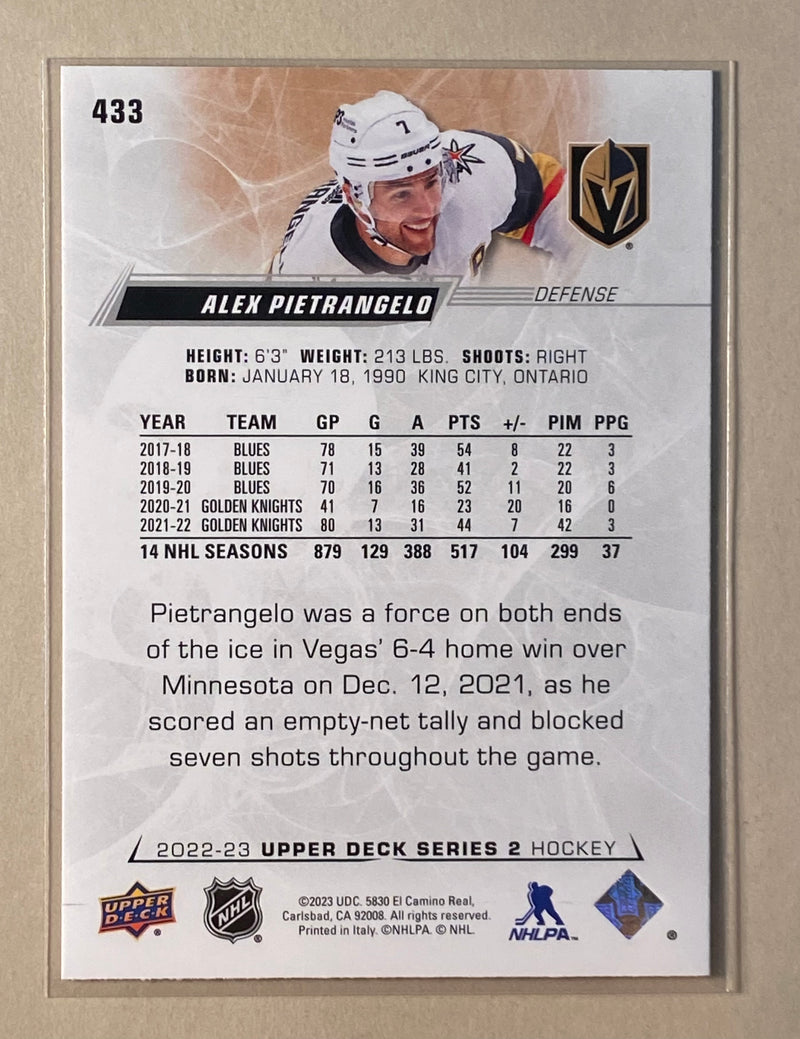 433
7
BAUER
ALEX PIETRANGELO
DEFENSE
HEIGHT: 6'3" WEIGHT: 213 LBS. SHOOTS: RIGHT
BORN: JANUARY 18, 1990 KING CITY, ONTARIO
YEAR TEAM GP G A PTS +/- PIM PPG
2017-18 BLUES 78 15 39 54 8 22 3
2018-19 BLUES 71 13 28 41 2 22 3
2019-20 BLUES 70 16 36 52 11 20 6
2020-21 GOLDEN KNIGHTS 41 7 16 23 20 16 0
2021-22 GOLDEN KNIGHTS 80 13 31 44 7 42 3
14 NHL SEASONS 879 129 388 517 104 299 37
Pietrangelo was a force on both ends
of the ice in Vegas' 6-4 home win over
Minnesota on Dec. 12, 2021, as he
scored an empty-net tally and blocked
seven shots throughout the game.
2022-23 UPPER DECK SERIES 2 HOCKEY
UPPER
D·E·C·K
®
NHL
®
©2023 UDC. 5830 El Camino Real,
Carlsbad, CA 92008. All rights reserved.
Printed in Italy. ©NHLPA. © NHL.
NHLPA™
®